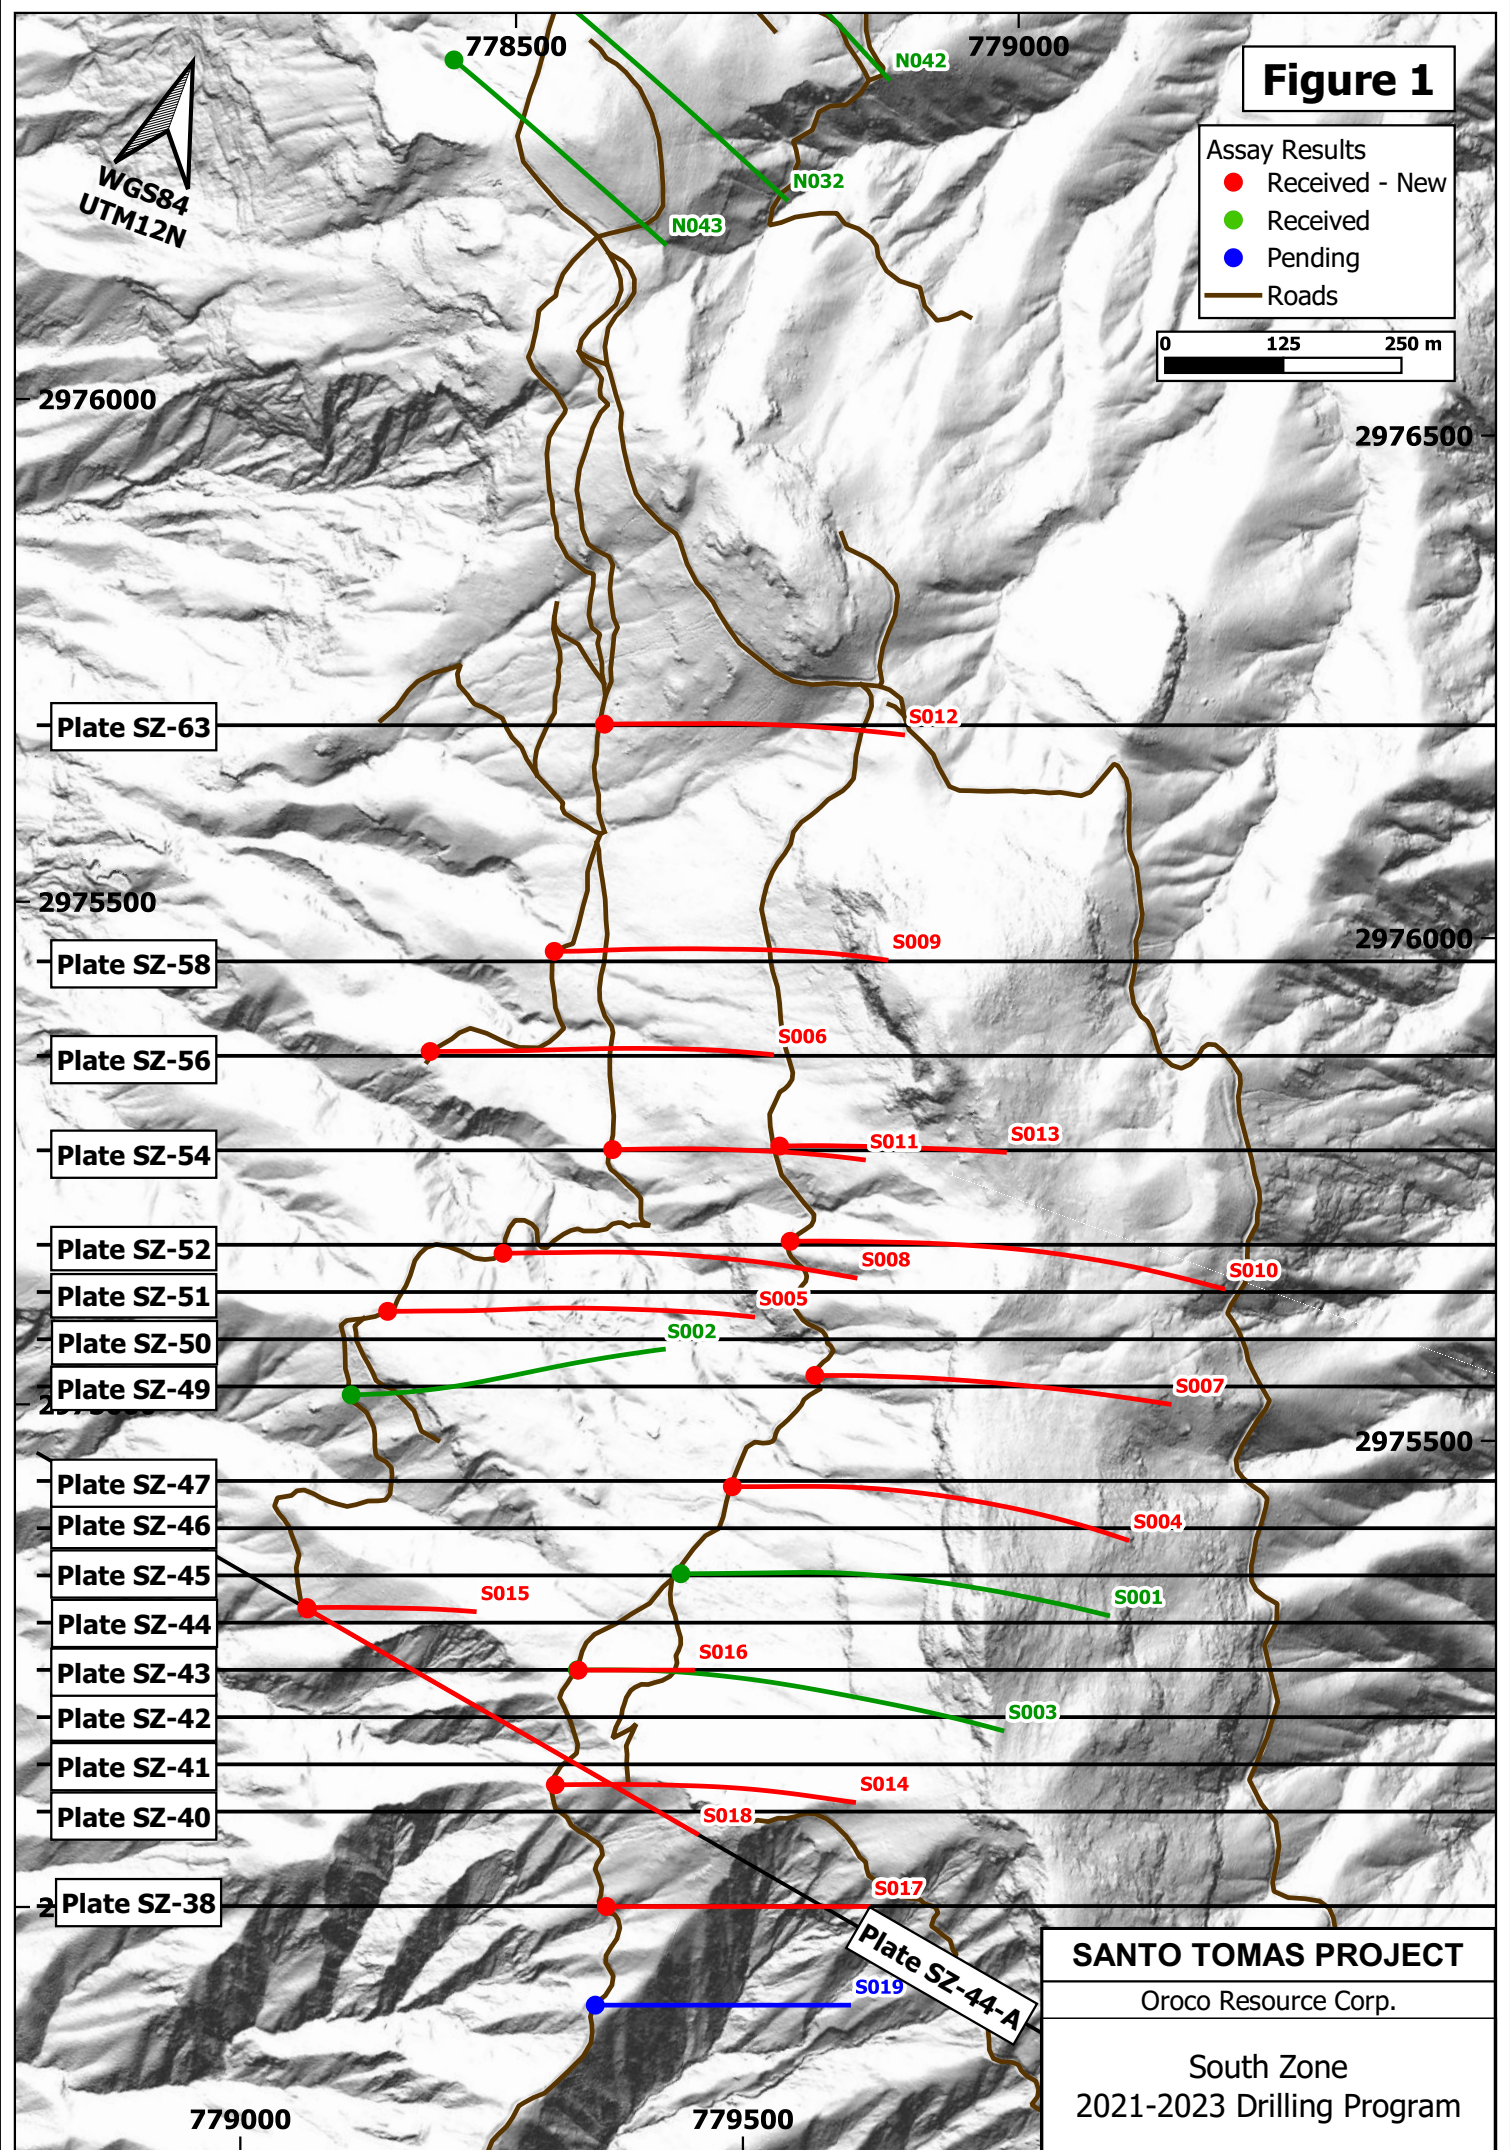 778500
779000
N042
Figure 1
Assay Results
Received - New
Received
Pending
Roads
WGS84
UTM12N
N032
N043
0 125 250 m
2976000
2976500
Plate SZ-63
S012
2975500
S009
2976000
Plate SZ-58
S006
Plate SZ-56
S011
S013
Plate SZ-54
Plate SZ-52
S008
S010
Plate SZ-51
S005
S002
Plate SZ-50
Plate SZ-49
S007
2975500
Plate SZ-47
Plate SZ-46
S004
Plate SZ-45
S015
S001
Plate SZ-44
S016
Plate SZ-43
S003
Plate SZ-42
Plate SZ-41
S014
Plate SZ-40
S018
S017
Plate SZ-38
Plate SZ-44-A
S019
SANTO TOMAS PROJECT
Oroco Resource Corp.
South Zone
2021-2023 Drilling Program
779000
779500